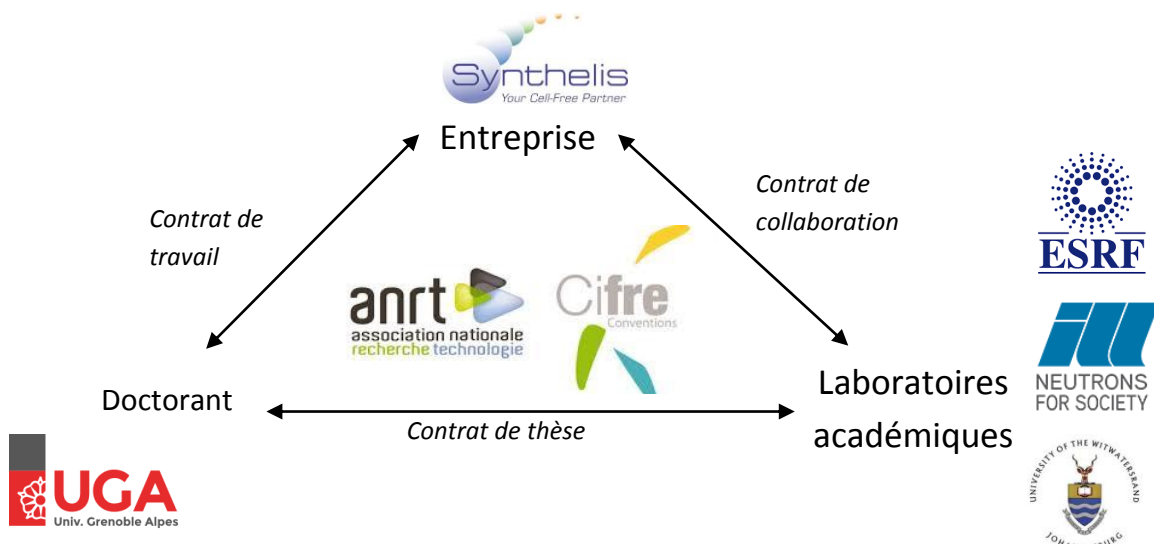 Synthelis
Your Cell-Free Partner
Entreprise
Contrat de
travail
Contrat de
collaboration
anrt
association nationale
recherche technologie
Cifre
Conventions
ESRF
ill
NEUTRONS
FOR SOCIETY
Doctorant
Contrat de thèse
Laboratoires
académiques
UGA
Univ. Grenoble Alpes
UNIVERSITY OF THE WITWATERSRAND